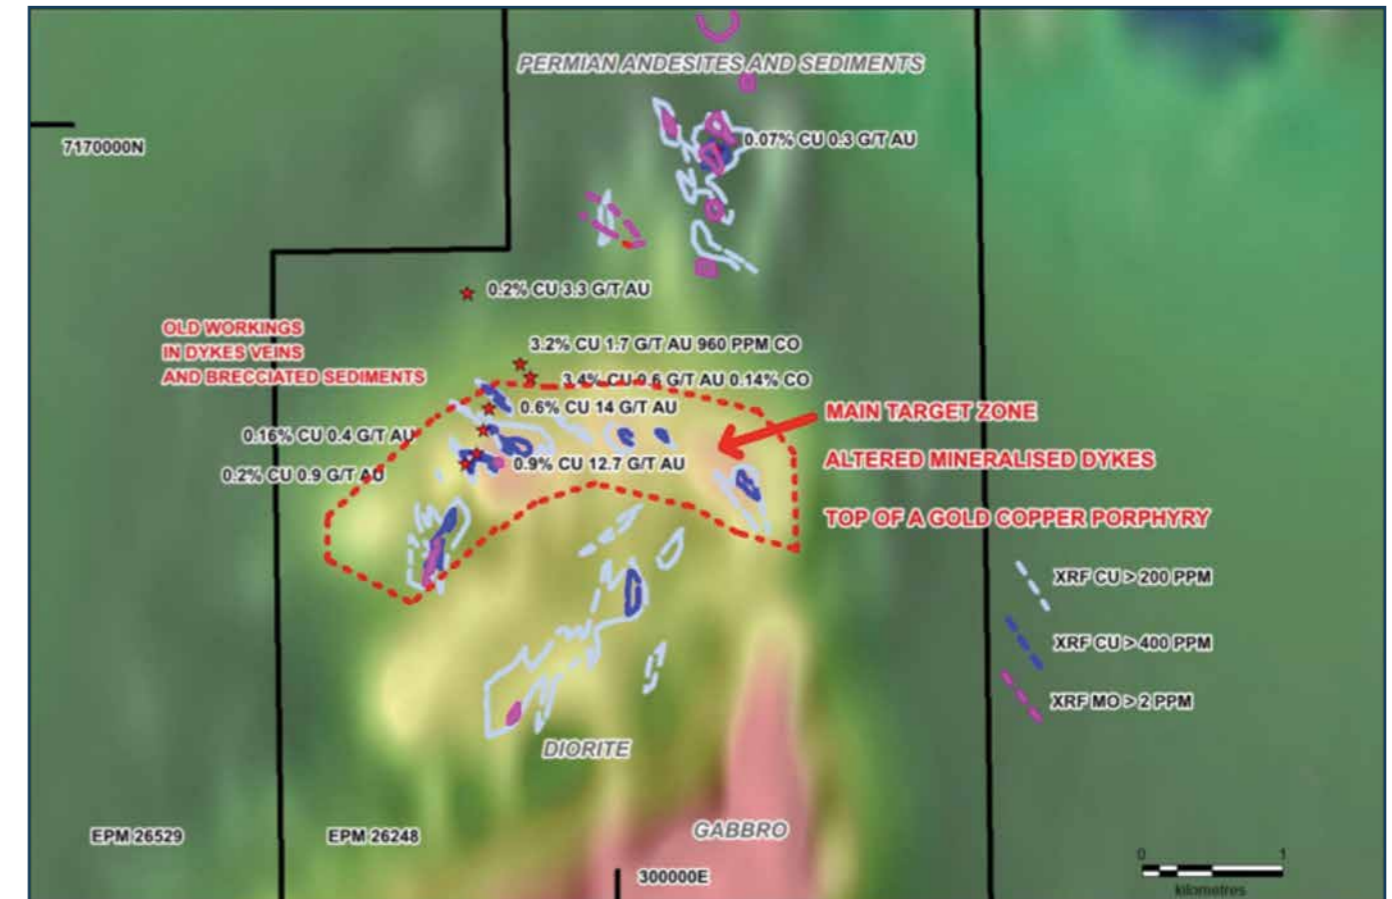 PERMIAN ANDESITES AND SEDIMENTS
7170000N
0.07% CU 0.3 G/T AU
0.2% CU 3.3 G/T AU
OLD WORKINGS
IN DYKES VEINS
AND BRECCIATED SEDIMENTS
3.2% CU 1.7 G/T AU 960 PPM CO
3.4% CU 0.6 G/T AU 0.14% CO
0.6% CU 14 G/T AU
MAIN TARGET ZONE
0.16% CU 0.4 G/T AU
ALTERED MINERALISED DYKES
0.9% CU 12.7 G/T AU
0.2% CU 0.9 G/T AU
TOP OF A GOLD COPPER PORPHYRY
XRF CU > 200 PPM
XRF CU > 400 PPM
XRF MO > 2 PPM
DIORITE
GABBRO
EPM 26529
EPM 26248
300000E
0 1
kilometres